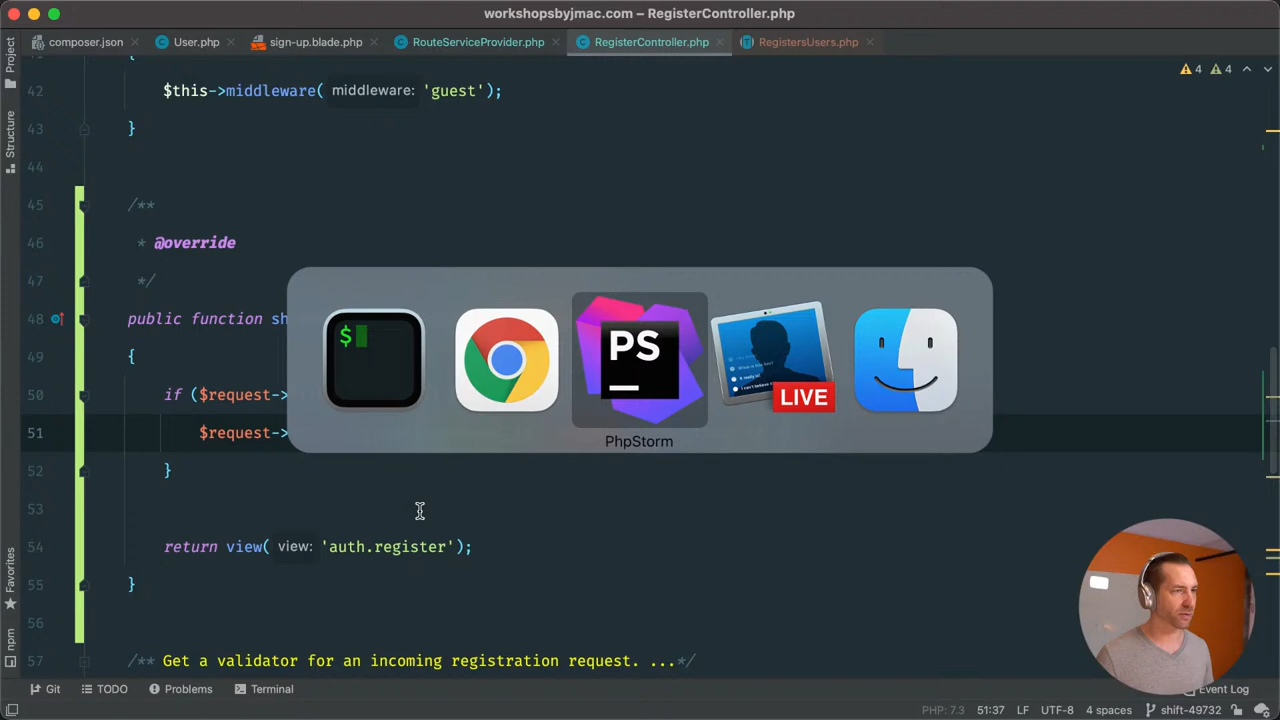 workshopsbyjmac.com – RegisterController.php
composer.json
User.php
sign-up.blade.php
RouteServiceProvider.php
RegisterController.php
RegistersUsers.php
Project
Structure
Favorites
npm
4
4
42 $this->middleware( middleware: 'guest');
43 }
44
45 /**
46 * @override
47 */
48 public function sh
49 {
50 if ($request->
51 $request->
52 }
53
54 return view( view: 'auth.register');
55 }
56
57 /** Get a validator for an incoming registration request. ...*/
$
PS
LIVE
PhpStorm
Git
TODO
Problems
Terminal
Event Log
PHP: 7.3
51:37
LF
UTF-8
4 spaces
shift-49732